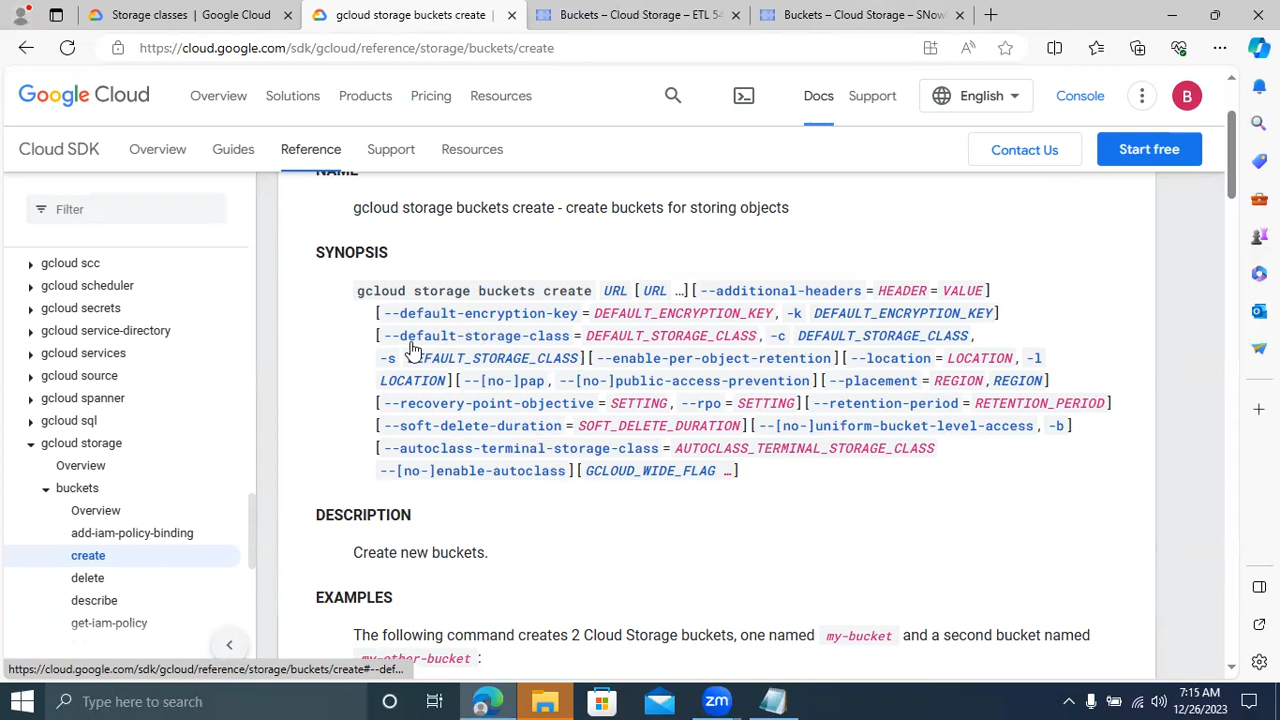 Storage classes | Google Cloud
gcloud storage buckets create |
Buckets – Cloud Storage – ETL 54
Buckets – Cloud Storage – SNow
https://cloud.google.com/sdk/gcloud/reference/storage/buckets/create
Google Cloud
Overview
Solutions
Products
Pricing
Resources
Docs
Support
English
Console
B
Cloud SDK
Overview
Guides
Reference
Support
Resources
Contact Us
Start free
Filter
gcloud scc
gcloud scheduler
gcloud secrets
gcloud service-directory
gcloud services
gcloud source
gcloud spanner
gcloud sql
gcloud storage
Overview
buckets
Overview
add-iam-policy-binding
create
delete
describe
get-iam-policy
NAME
gcloud storage buckets create - create buckets for storing objects
SYNOPSIS
gcloud storage buckets create URL [URL …] [--additional-headers=HEADER=VALUE]
[--default-encryption-key=DEFAULT_ENCRYPTION_KEY, -k DEFAULT_ENCRYPTION_KEY]
[--default-storage-class=DEFAULT_STORAGE_CLASS, -c DEFAULT_STORAGE_CLASS,
-s DEFAULT_STORAGE_CLASS] [--enable-per-object-retention] [--location=LOCATION, -l
LOCATION] [--[no-]pap, --[no-]public-access-prevention] [--placement=REGION,REGION]
[--recovery-point-objective=SETTING, --rpo=SETTING] [--retention-period=RETENTION_PERIOD]
[--soft-delete-duration=SOFT_DELETE_DURATION] [--[no-]uniform-bucket-level-access, -b]
[--autoclass-terminal-storage-class=AUTOCLASS_TERMINAL_STORAGE_CLASS
--[no-]enable-autoclass] [GCLOUD_WIDE_FLAG …]
DESCRIPTION
Create new buckets.
EXAMPLES
The following command creates 2 Cloud Storage buckets, one named my-bucket and a second bucket named
my-other-bucket:
https://cloud.google.com/sdk/gcloud/reference/storage/buckets/create#--def...
Type here to search
zm
7:15 AM
12/26/2023